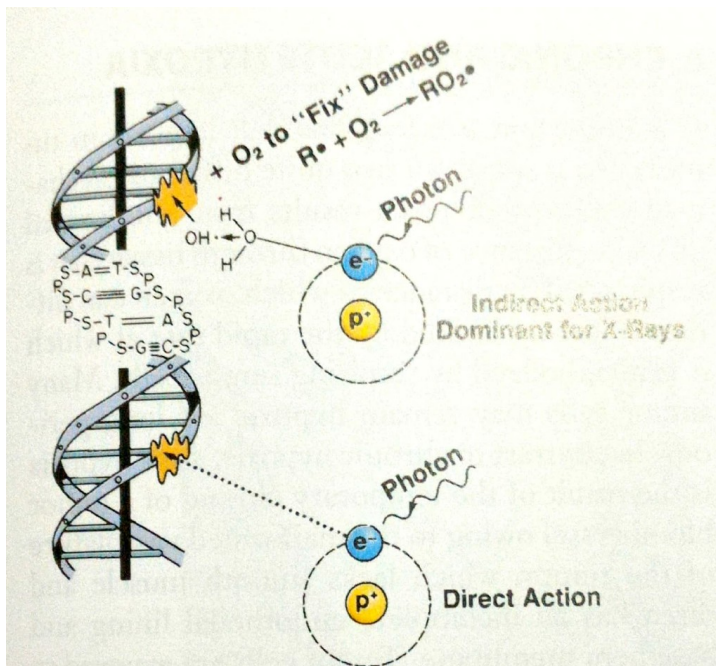 + O₂ to "Fix" Damage
R• + O₂ → RO₂•
Photon
H
OH• O
H
e-
p+
Indirect Action
Dominant for X-Rays
S-A=T-S
P P
S-C≡G-S
P P
S-T=A-S
P P
S-G≡C-S
Photon
e-
p+
Direct Action